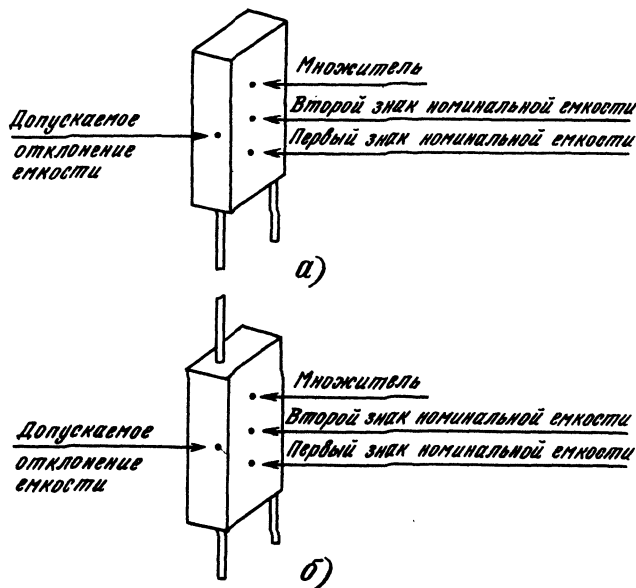 Множитель
Второй знак номинальной емкости
Первый знак номинальной емкости
Допускаемое
отклонение
емкости
а)
Множитель
Второй знак номинальной емкости
Первый знак номинальной емкости
Допускаемое
отклонение
емкости
б)